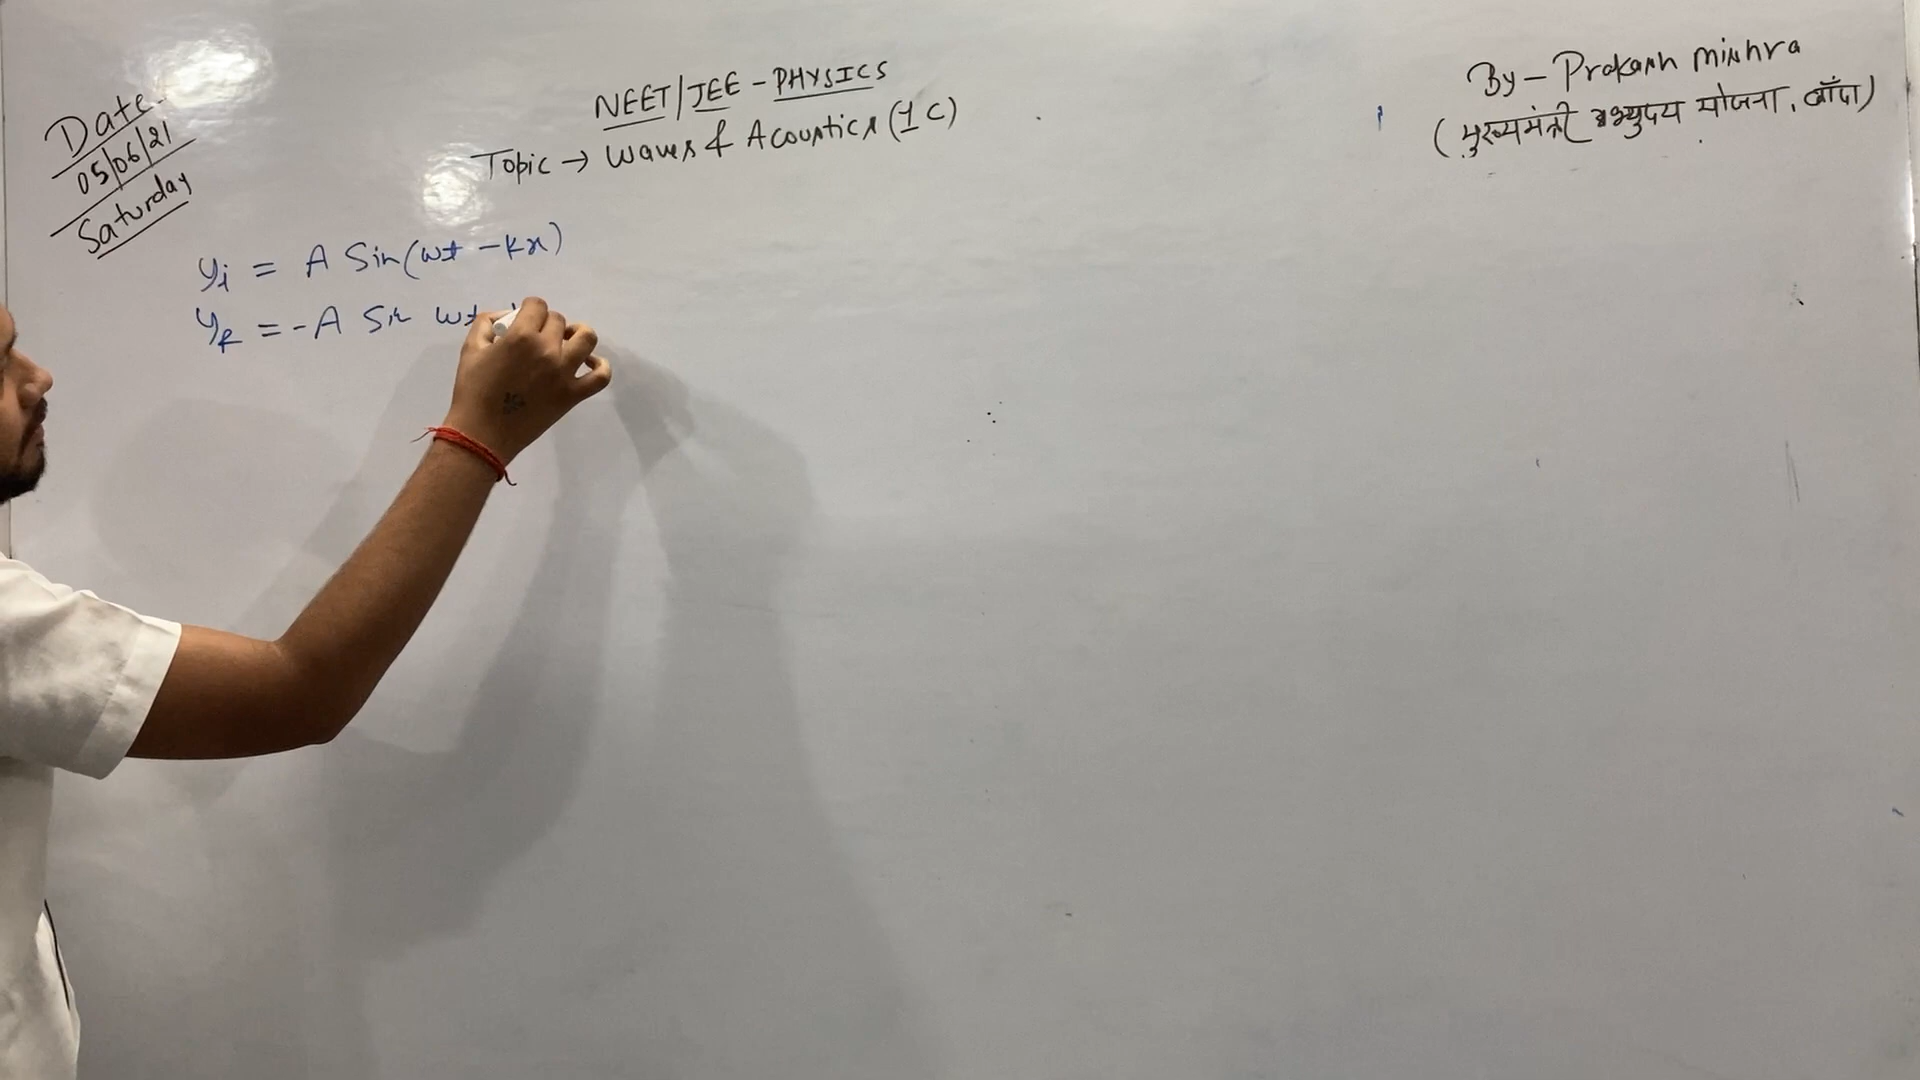 Date-
05/06/21
Saturday
NEET/JEE - PHYSICS
Topic → Waves & Acoustics (1C)
By - Prakash mishra
(मुख्यमंत्री अभ्युदय योजना, बाँदा)
yi = A Sin(wt - kx)
yR = -A Sin wt